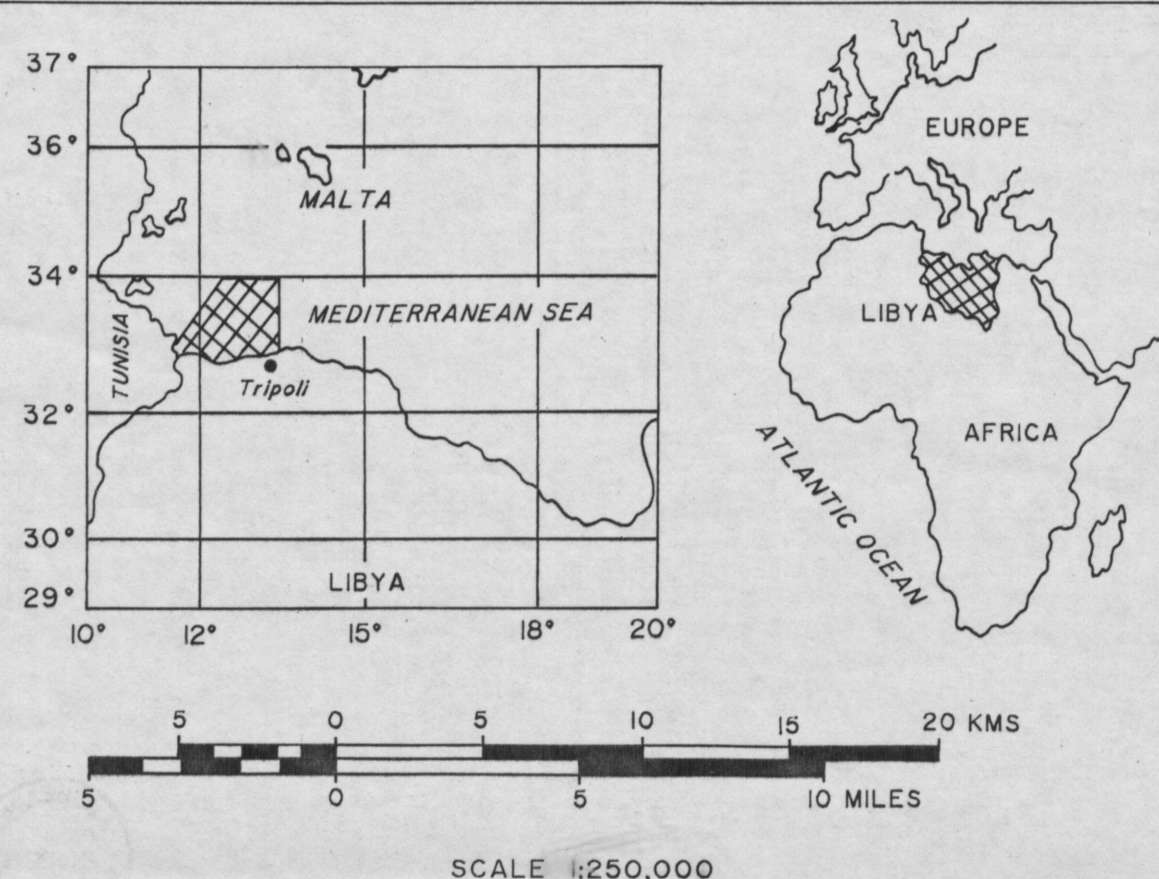 37°
36°
MALTA
34°
MEDITERRANEAN SEA
TUNISIA
Tripoli
32°
30°
LIBYA
29°
10° 12° 15° 18° 20°
EUROPE
LIBYA
AFRICA
ATLANTIC OCEAN
5 0 5 10 15 20 KMS
5 0 5 10 MILES
SCALE 1:250,000